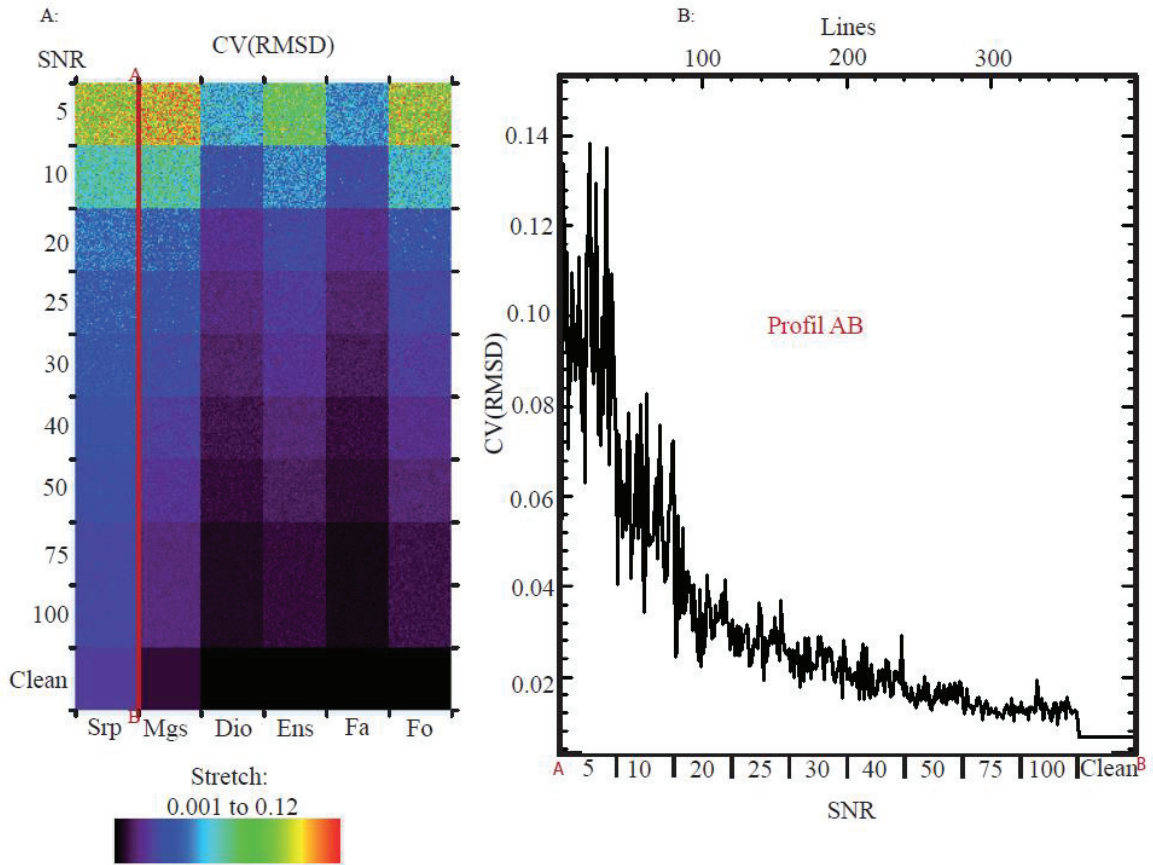 A:
CV(RMSD)
SNR
A
5
10
20
25
30
40
50
75
100
Clean
B
Srp Mgs Dio Ens Fa Fo
Stretch:
0.001 to 0.12
B:
Lines
100 200 300
0.14
0.12
0.10
0.08
0.06
0.04
0.02
CV(RMSD)
Profil AB
A 5 10 20 25 30 40 50 75 100 Clean B
SNR